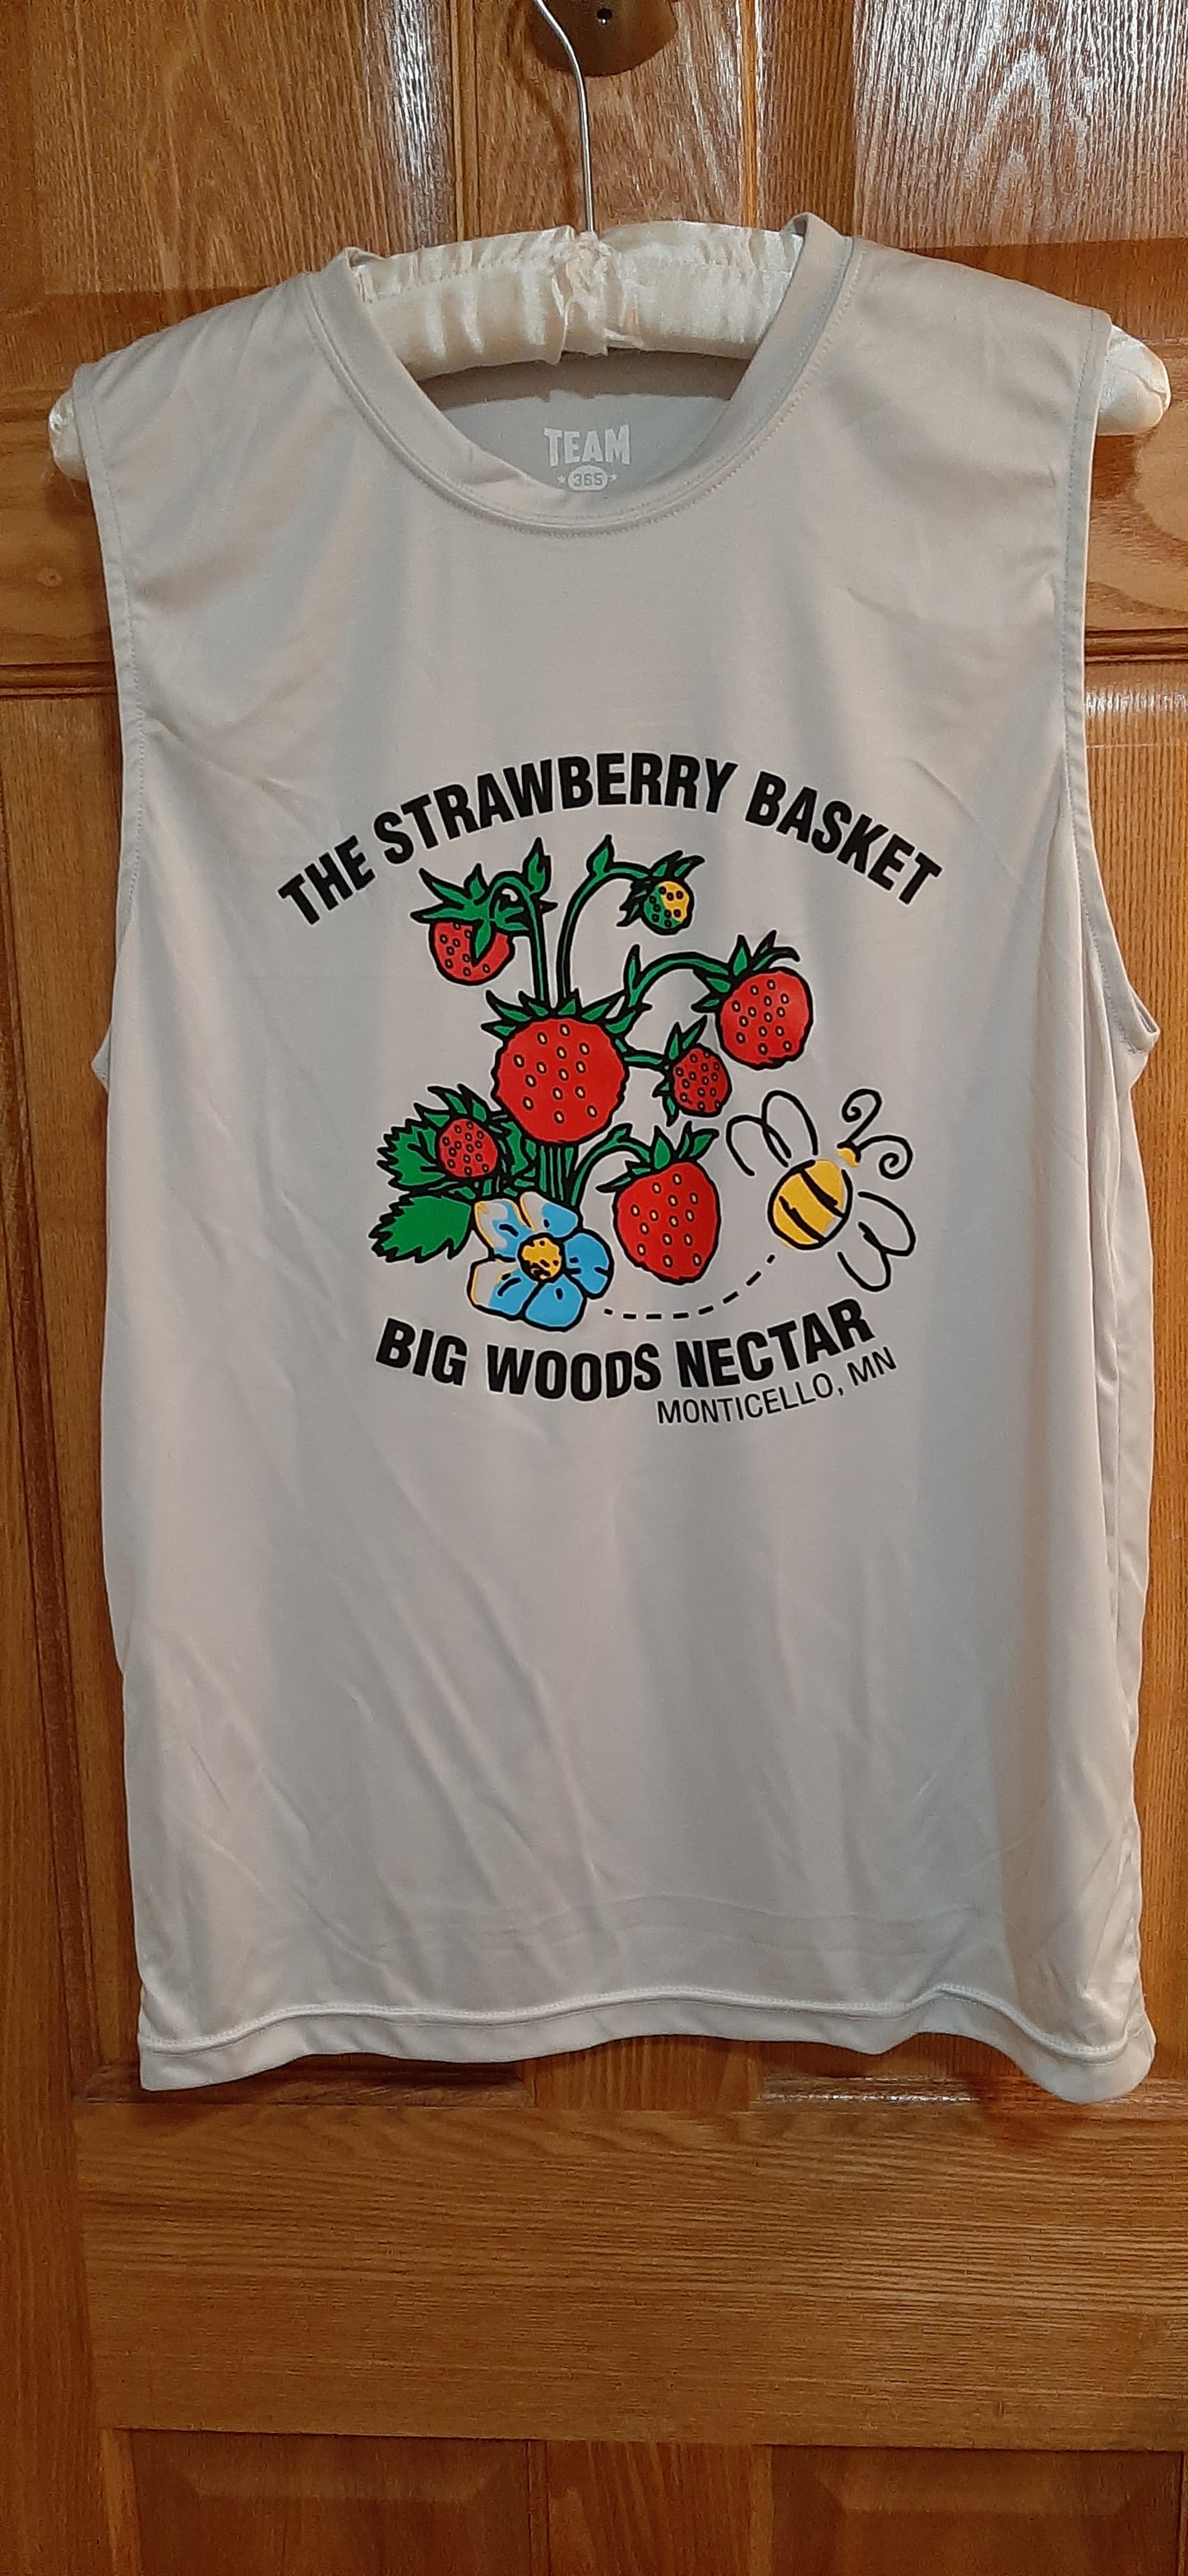 TEAM
365
THE STRAWBERRY BASKET
BIG WOODS NECTAR
MONTICELLO, MN